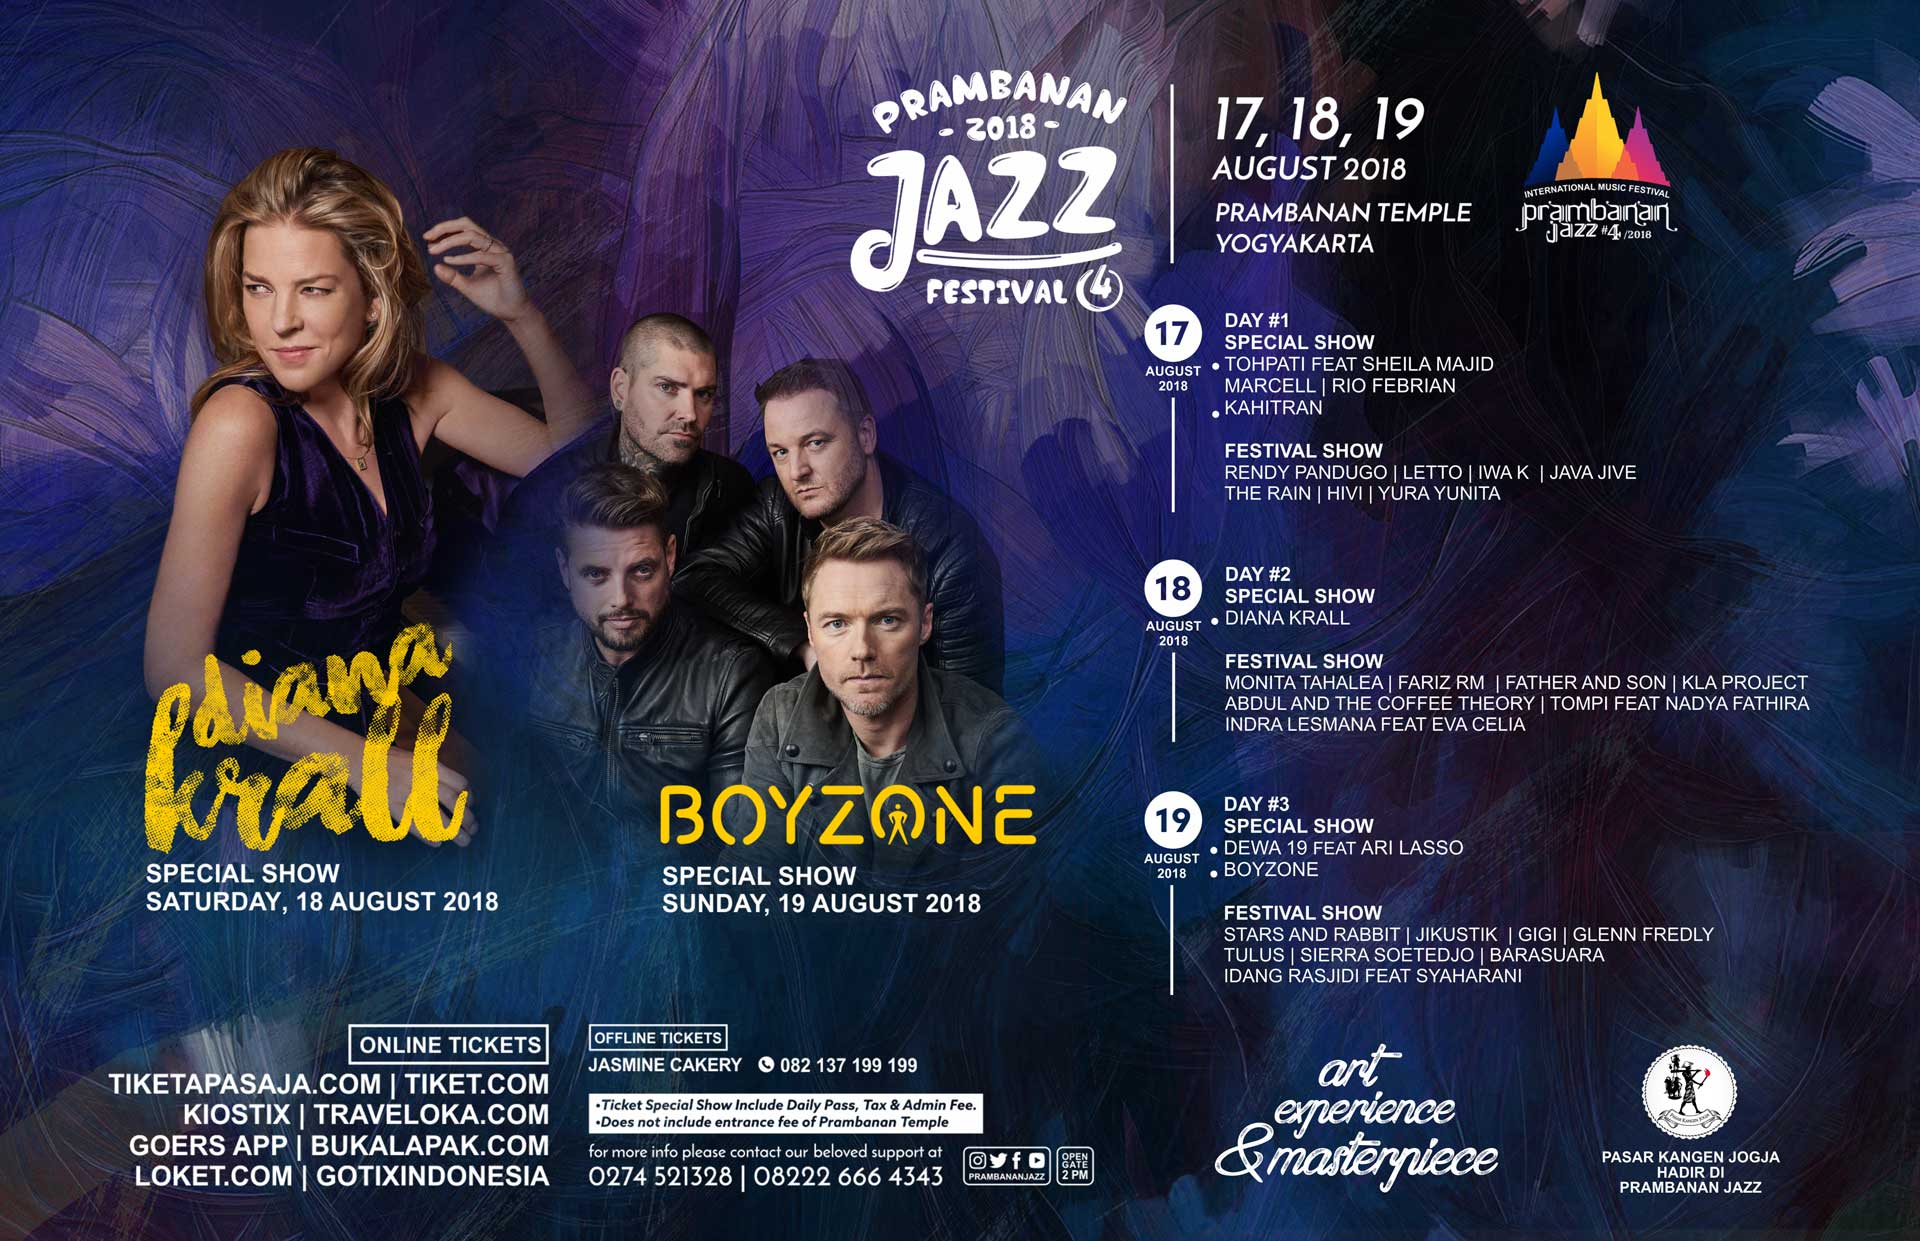 PRAMBANAN
- 2018 -
JAZZ
FESTIVAL 4
17, 18, 19
AUGUST 2018
PRAMBANAN TEMPLE
YOGYAKARTA
INTERNATIONAL MUSIC FESTIVAL
prambanan
jazz #4/2018
17
AUGUST
2018
DAY #1
SPECIAL SHOW
• TOHPATI FEAT SHEILA MAJID
MARCELL | RIO FEBRIAN
• KAHITRAN
FESTIVAL SHOW
RENDY PANDUGO | LETTO | IWA K | JAVA JIVE
THE RAIN | HIVI | YURA YUNITA
18
AUGUST
2018
DAY #2
SPECIAL SHOW
• DIANA KRALL
FESTIVAL SHOW
MONITA TAHALEA | FARIZ RM | FATHER AND SON | KLA PROJECT
ABDUL AND THE COFFEE THEORY | TOMPI FEAT NADYA FATHIRA
INDRA LESMANA FEAT EVA CELIA
19
AUGUST
2018
DAY #3
SPECIAL SHOW
• DEWA 19 FEAT ARI LASSO
• BOYZONE
FESTIVAL SHOW
STARS AND RABBIT | JIKUSTIK | GIGI | GLENN FREDLY
TULUS | SIERRA SOETEDJO | BARASUARA
IDANG RASJIDI FEAT SYAHARANI
diana
krall
SPECIAL SHOW
SATURDAY, 18 AUGUST 2018
BOYZONE
SPECIAL SHOW
SUNDAY, 19 AUGUST 2018
ONLINE TICKETS
TIKETAPASAJA.COM | TIKET.COM
KIOSTIX | TRAVELOKA.COM
GOERS APP | BUKALAPAK.COM
LOKET.COM | GOTIXINDONESIA
OFFLINE TICKETS
JASMINE CAKERY 082 137 199 199
•Ticket Special Show Include Daily Pass, Tax & Admin Fee.
•Does not include entrance fee of Prambanan Temple
for more info please contact our beloved support at
0274 521328 | 08222 666 4343
PRAMBANANJAZZ
OPEN
GATE
2 PM
art
experience
& masterpiece
PASAR KANGEN JOGJA
PASAR KANGEN JOGJA
HADIR DI
PRAMBANAN JAZZ